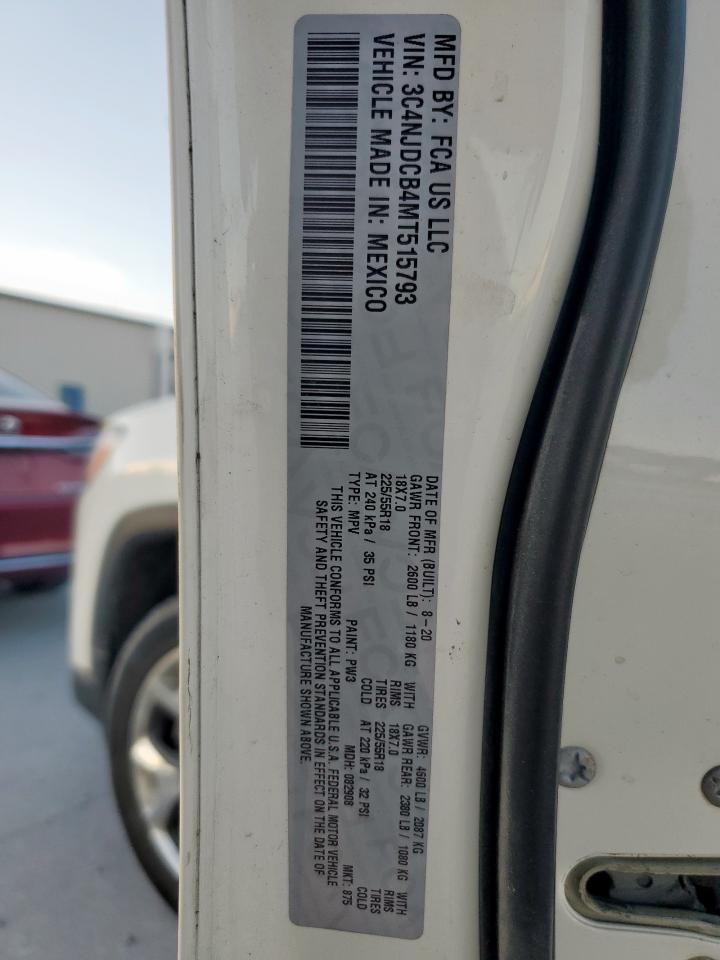 MFD BY: FCA US LLC
VIN: 3C4NJDCB4MT515793
VEHICLE MADE IN: MEXICO
DATE OF MFR (BUILT): 8-20 GVWR: 4600 LB / 2087 KG
GAWR FRONT: 2600 LB / 1180 KG WITH GAWR REAR: 2380 LB / 1080 KG WITH
18X7.0 RIMS 18X7.0 RIMS
225/55R18 TIRES 225/55R18 TIRES
AT 240 kPa / 35 PSI COLD AT 220 kPa / 32 PSI COLD
TYPE: MPV PAINT: PW3 MDH: 082908 MKT: 875
THIS VEHICLE CONFORMS TO ALL APPLICABLE U.S.A. FEDERAL MOTOR VEHICLE
SAFETY AND THEFT PREVENTION STANDARDS IN EFFECT ON THE DATE OF
MANUFACTURE SHOWN ABOVE.